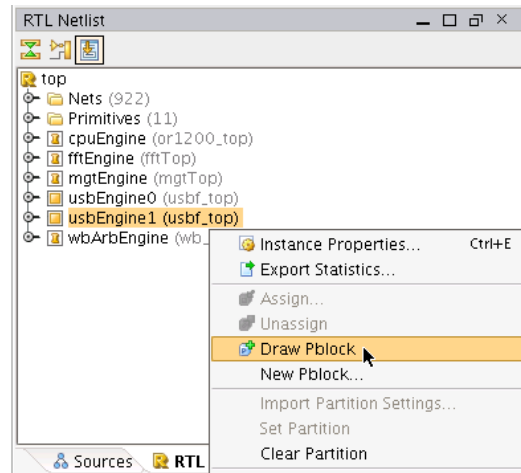 RTL Netlist
top
Nets (922)
Primitives (11)
cpuEngine (or1200_top)
fftEngine (fftTop)
mgtEngine (mgtTop)
usbEngine0 (usbf_top)
usbEngine1 (usbf_top)
wbArbEngine (wb_
Instance Properties... Ctrl+E
Export Statistics...
Assign...
Unassign
Draw Pblock
New Pblock...
Import Partition Settings...
Set Partition
Clear Partition
Sources RTL